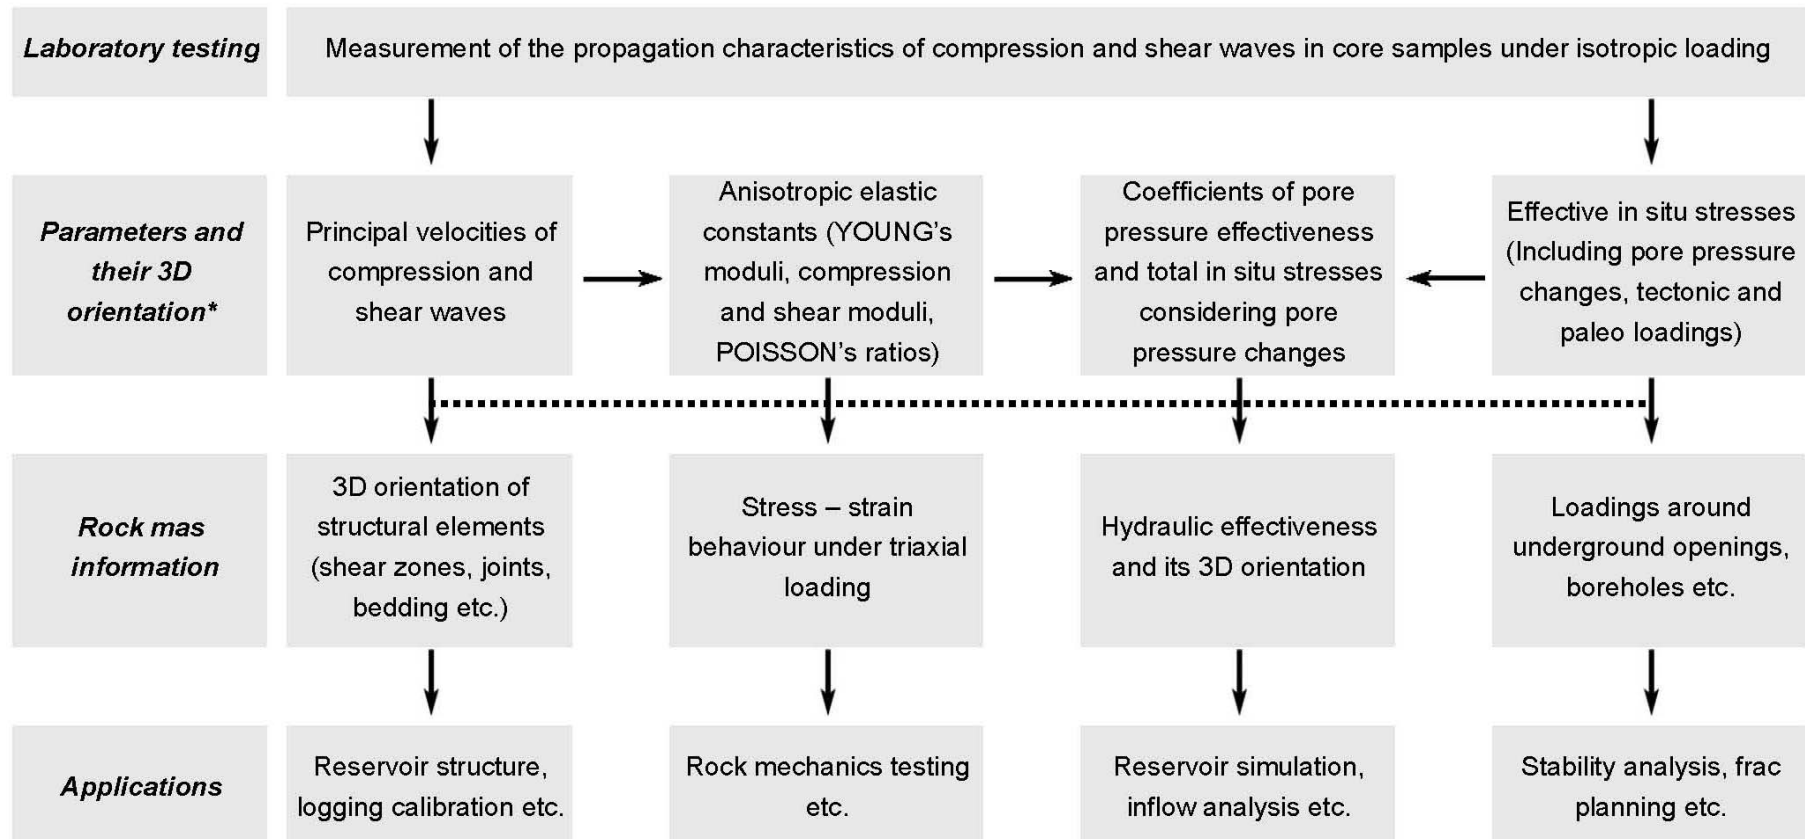 Laboratory testing
Measurement of the propagation characteristics of compression and shear waves in core samples under isotropic loading
Parameters and
their 3D
orientation*
Principal velocities of
compression and
shear waves
Anisotropic elastic
constants (YOUNG's
moduli, compression
and shear moduli,
POISSON's ratios)
Coefficients of pore
pressure effectiveness
and total in situ stresses
considering pore
pressure changes
Effective in situ stresses
(Including pore pressure
changes, tectonic and
paleo loadings)
Rock mas
information
3D orientation of
structural elements
(shear zones, joints,
bedding etc.)
Stress – strain
behaviour under triaxial
loading
Hydraulic effectiveness
and its 3D orientation
Loadings around
underground openings,
boreholes etc.
Applications
Reservoir structure,
logging calibration etc.
Rock mechanics testing
etc.
Reservoir simulation,
inflow analysis etc.
Stability analysis, frac
planning etc.